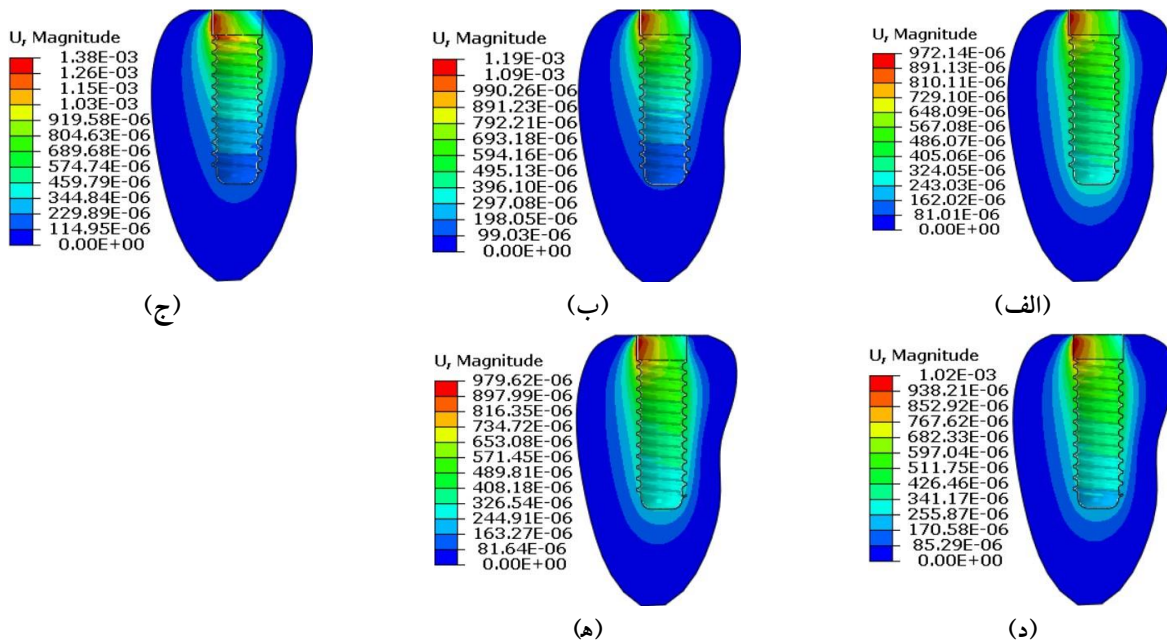 U, Magnitude
1.38E-03
1.26E-03
1.15E-03
1.03E-03
919.58E-06
804.63E-06
689.68E-06
574.74E-06
459.79E-06
344.84E-06
229.89E-06
114.95E-06
0.00E+00
(ج)
U, Magnitude
1.19E-03
1.09E-03
990.26E-06
891.23E-06
792.21E-06
693.18E-06
594.16E-06
495.13E-06
396.10E-06
297.08E-06
198.05E-06
99.03E-06
0.00E+00
(ب)
U, Magnitude
972.14E-06
891.13E-06
810.11E-06
729.10E-06
648.09E-06
567.08E-06
486.07E-06
405.06E-06
324.05E-06
243.03E-06
162.02E-06
81.01E-06
0.00E+00
(الف)
U, Magnitude
979.62E-06
897.99E-06
816.35E-06
734.72E-06
653.08E-06
571.45E-06
489.81E-06
408.18E-06
326.54E-06
244.91E-06
163.27E-06
81.64E-06
0.00E+00
(ه)
U, Magnitude
1.02E-03
938.21E-06
852.92E-06
767.62E-06
682.33E-06
597.04E-06
511.75E-06
426.46E-06
341.17E-06
255.87E-06
170.58E-06
85.29E-06
0.00E+00
(د)